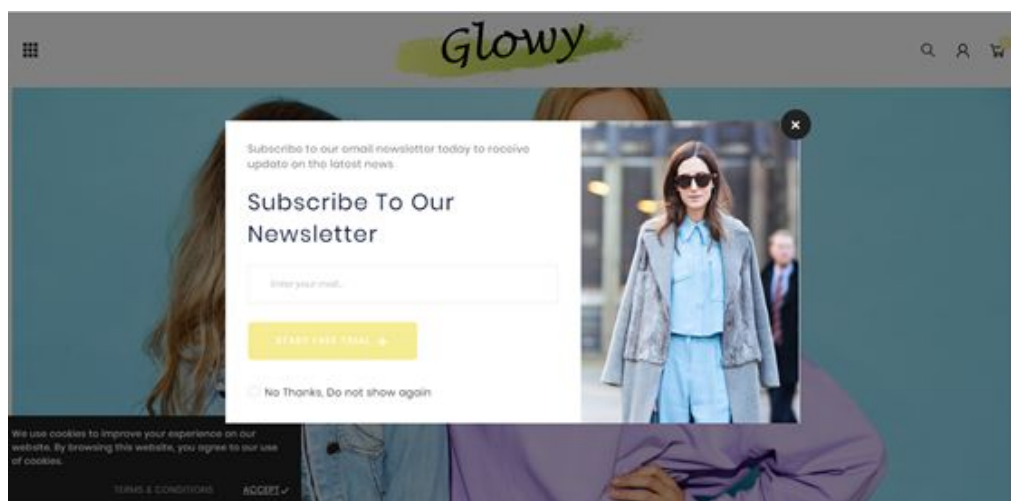 Glowy
Subscribe to our email newsletter today to receive
update on the latest news
Subscribe To Our
Newsletter
Enter your mail...
START FREE TRIAL
No Thanks, Do not show again
We use cookies to improve your experience on our
website. By browsing this website, you agree to our use
of cookies.
TERMS & CONDITIONS ACCEPT